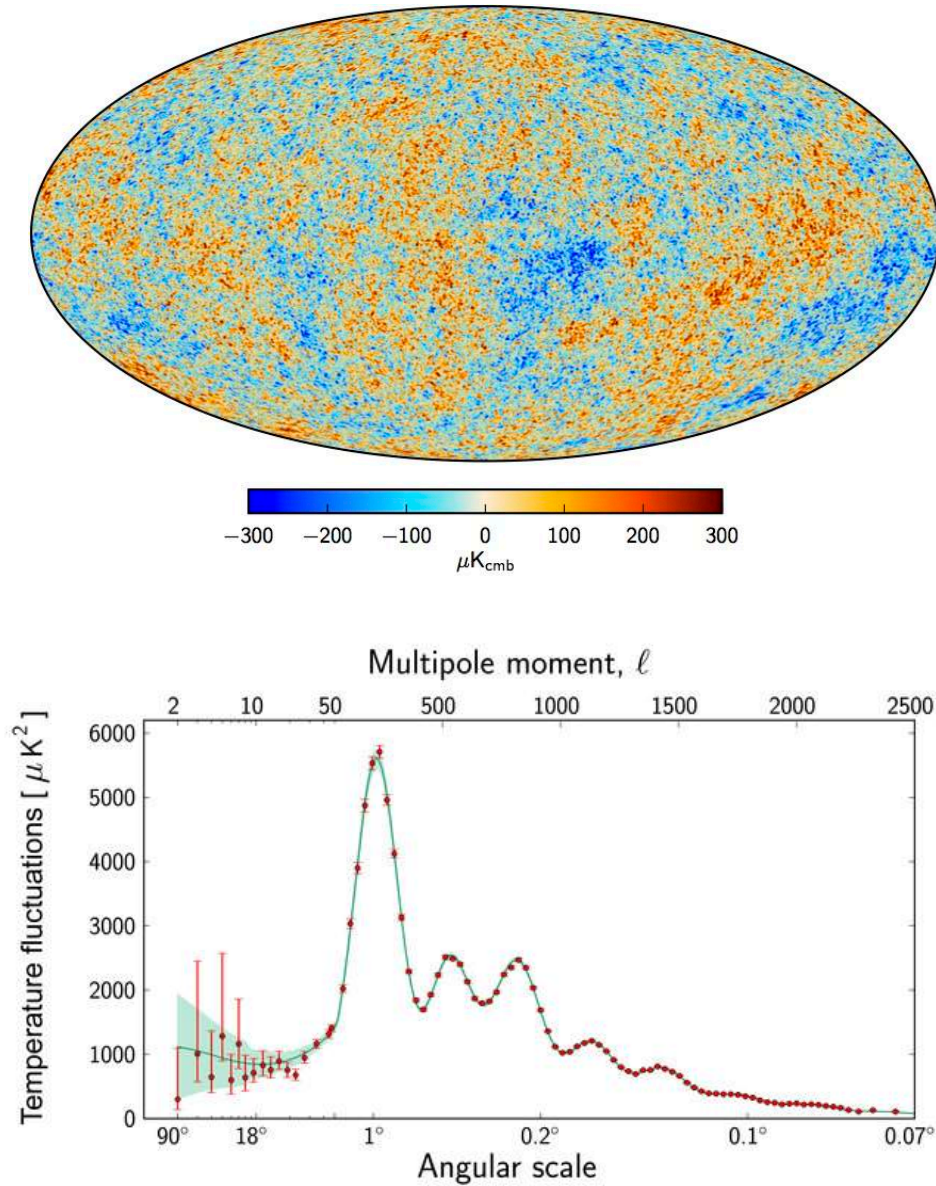 −300 −200 −100 0 100 200 300
μK_cmb
Multipole moment, ℓ
2 10 50 500 1000 1500 2000 2500
Temperature fluctuations [ μ K² ]
6000
5000
4000
3000
2000
1000
0
90° 18° 1° 0.2° 0.1° 0.07°
Angular scale